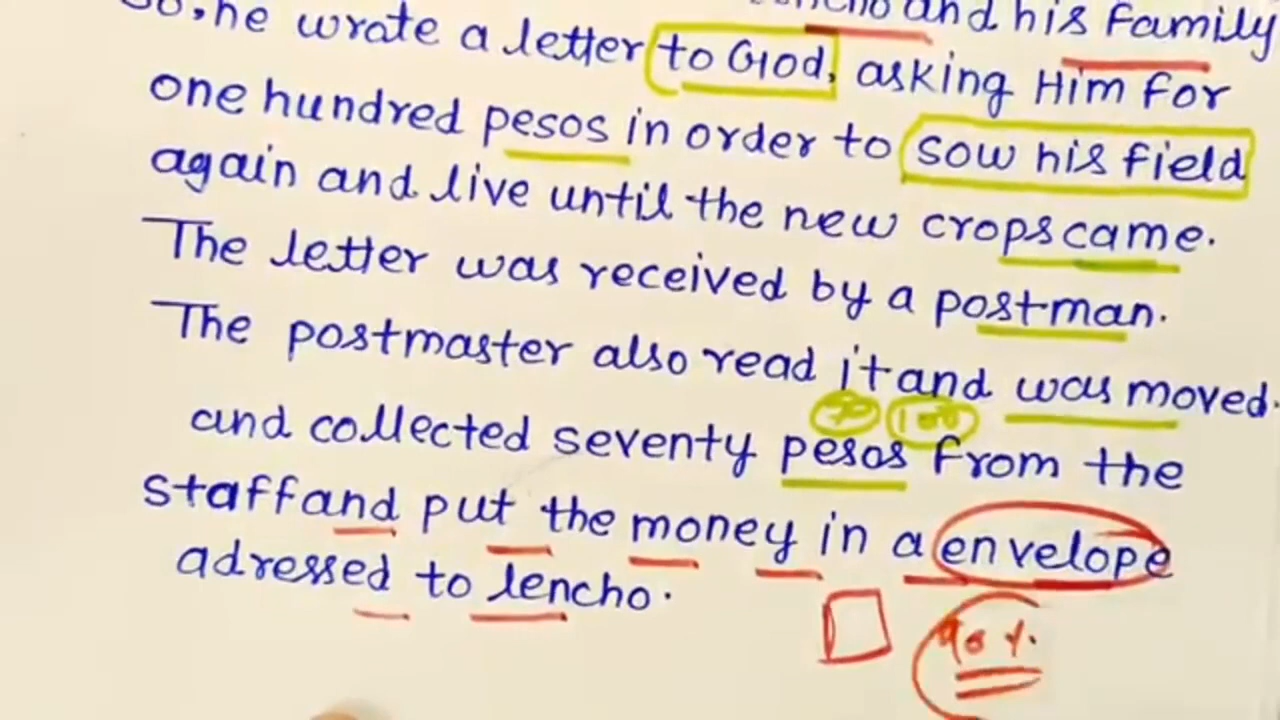 So, he wrote a letter to God, asking Him for
one hundred pesos in order to sow his field
again and live until the new crops came.
The letter was received by a postman.
The postmaster also read it and was moved.
70 100
and collected seventy pesos from the
staff and put the money in a envelope
adressed to lencho.
lencho and his family